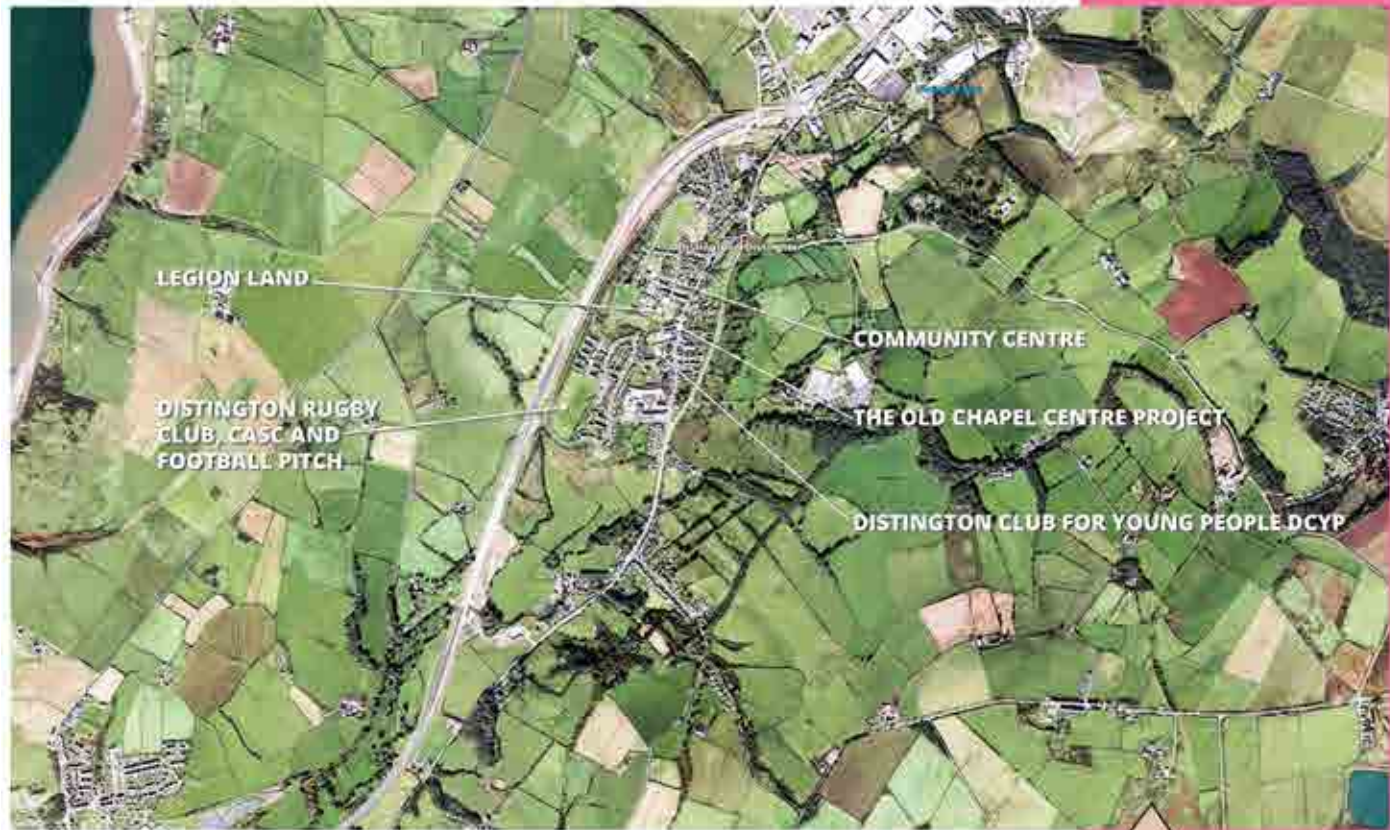 LEGION LAND
COMMUNITY CENTRE
DISTINGTON RUGBY
CLUB, CASC AND
FOOTBALL PITCH
THE OLD CHAPEL CENTRE PROJECT
DISTINGTON CLUB FOR YOUNG PEOPLE DCYP